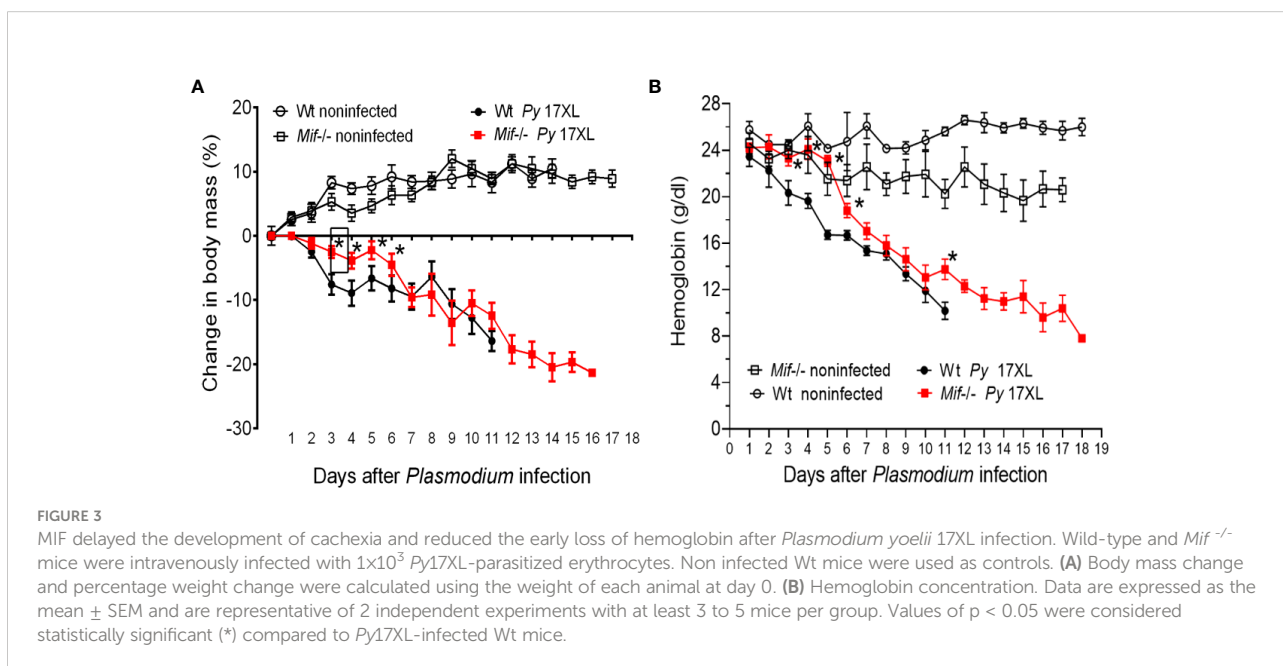 A
Wt noninfected
Mif-/- noninfected
Wt Py 17XL
Mif-/- Py 17XL
20
10
0
-10
-20
-30
Change in body mass (%)
* * * *
1 2 3 4 5 6 7 8 9 10 11 12 13 14 15 16 17 18
Days after Plasmodium infection
B
28
24
20
16
12
8
4
0
Hemoglobin (g/dl)
* * * * *
Mif-/- noninfected
Wt noninfected
Wt Py 17XL
Mif-/- Py 17XL
0 1 2 3 4 5 6 7 8 9 10 11 12 13 14 15 16 17 18 19
Days after Plasmodium infection
FIGURE 3
MIF delayed the development of cachexia and reduced the early loss of hemoglobin after Plasmodium yoelii 17XL infection. Wild-type and Mif -/-
mice were intravenously infected with 1×10³ Py17XL-parasitized erythrocytes. Non infected Wt mice were used as controls. (A) Body mass change
and percentage weight change were calculated using the weight of each animal at day 0. (B) Hemoglobin concentration. Data are expressed as the
mean ± SEM and are representative of 2 independent experiments with at least 3 to 5 mice per group. Values of p < 0.05 were considered
statistically significant (*) compared to Py17XL-infected Wt mice.